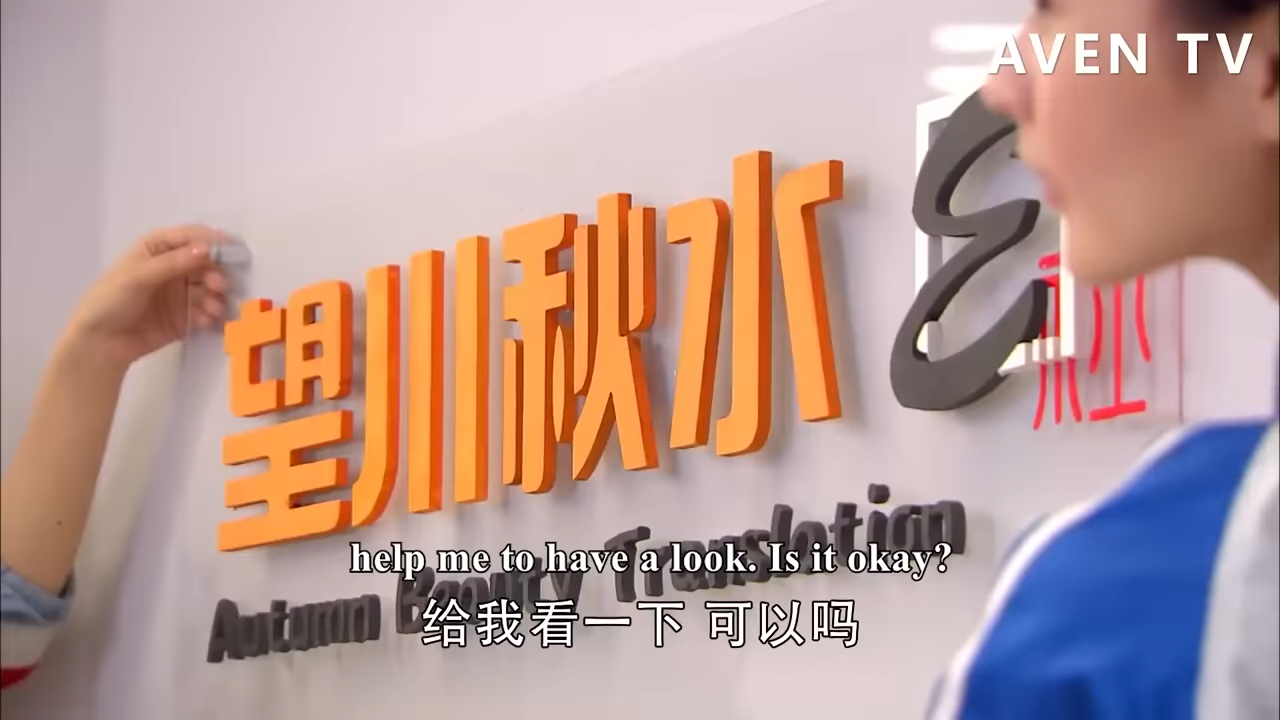 AVEN TV
望川秋水
Autumn Beauty Translation
help me to have a look. Is it okay?
给我看一下 可以吗